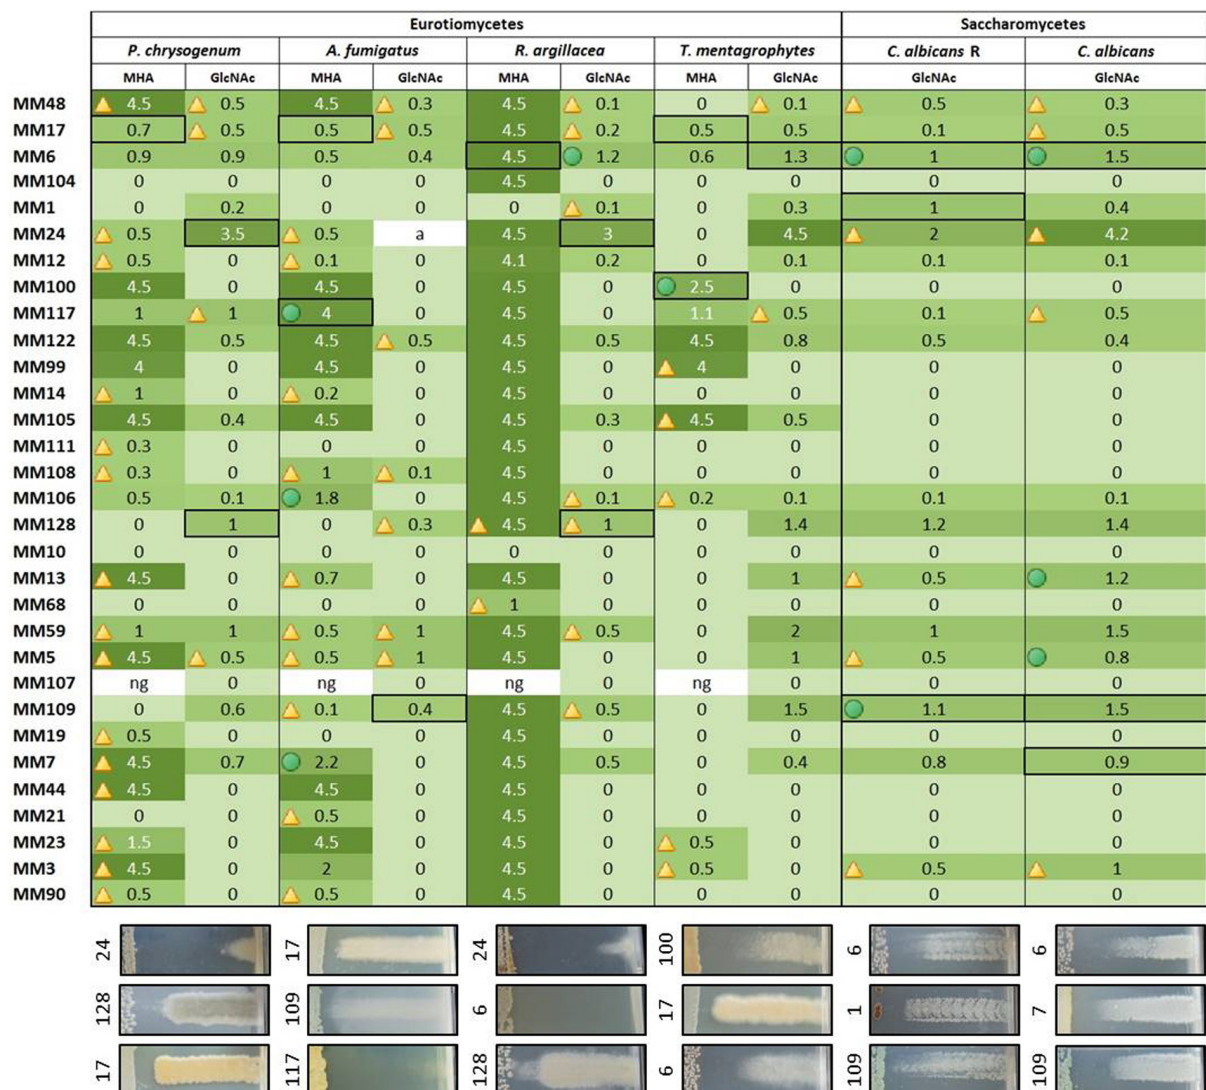 Eurotiomycetes Saccharomycetes
P. chrysogenum A. fumigatus R. argillacea T. mentagrophytes C. albicans R C. albicans
MHA GlcNAc MHA GlcNAc MHA GlcNAc MHA GlcNAc GlcNAc GlcNAc
MM48 4.5 0.5 4.5 0.3 4.5 0.1 0 0.1 0.5 0.3
MM17 0.7 0.5 0.5 0.5 4.5 0.2 0.5 0.5 0.1 0.5
MM6 0.9 0.9 0.5 0.4 4.5 1.2 0.6 1.3 1 1.5
MM104 0 0 0 0 4.5 0 0 0 0 0
MM1 0 0.2 0 0 0 0.1 0 0.3 1 0.4
MM24 0.5 3.5 0.5 a 4.5 3 0 4.5 2 4.2
MM12 0.5 0 0.1 0 4.1 0.2 0 0.1 0.1 0.1
MM100 4.5 0 4.5 0 4.5 0 2.5 0 0 0
MM117 1 1 4 0 4.5 0 1.1 0.5 0.1 0.5
MM122 4.5 0.5 4.5 0.5 4.5 0.5 4.5 0.8 0.5 0.4
MM99 4 0 4.5 0 4.5 0 4 0 0 0
MM14 1 0 0.2 0 4.5 0 0 0 0 0
MM105 4.5 0.4 4.5 0 4.5 0.3 4.5 0.5 0 0
MM111 0.3 0 0 0 4.5 0 0 0 0 0
MM108 0.3 0 1 0.1 4.5 0 0 0 0 0
MM106 0.5 0.1 1.8 0 4.5 0.1 0.2 0.1 0.1 0.1
MM128 0 1 0 0.3 4.5 1 0 1.4 1.2 1.4
MM10 0 0 0 0 0 0 0 0 0 0
MM13 4.5 0 0.7 0 4.5 0 0 1 0.5 1.2
MM68 0 0 0 0 1 0 0 0 0 0
MM59 1 1 0.5 1 4.5 0.5 0 2 1 1.5
MM5 4.5 0.5 0.5 1 4.5 0 0 1 0.5 0.8
MM107 ng 0 ng 0 ng 0 ng 0 0 0
MM109 0 0.6 0.1 0.4 4.5 0.5 0 1.5 1.1 1.5
MM19 0.5 0 0 0 4.5 0 0 0 0 0
MM7 4.5 0.7 2.2 0 4.5 0.5 0 0.4 0.8 0.9
MM44 4.5 0 4.5 0 4.5 0 0 0 0 0
MM21 0 0 0.5 0 4.5 0 0 0 0 0
MM23 1.5 0 4.5 0 4.5 0 0.5 0 0 0
MM3 4.5 0 2 0 4.5 0 0.5 0 0.5 1
MM90 0.5 0 0.5 0 4.5 0 0 0 0 0
24 17 24 100 6 6
128 109 6 17 1 7
17 117 128 6 109 109